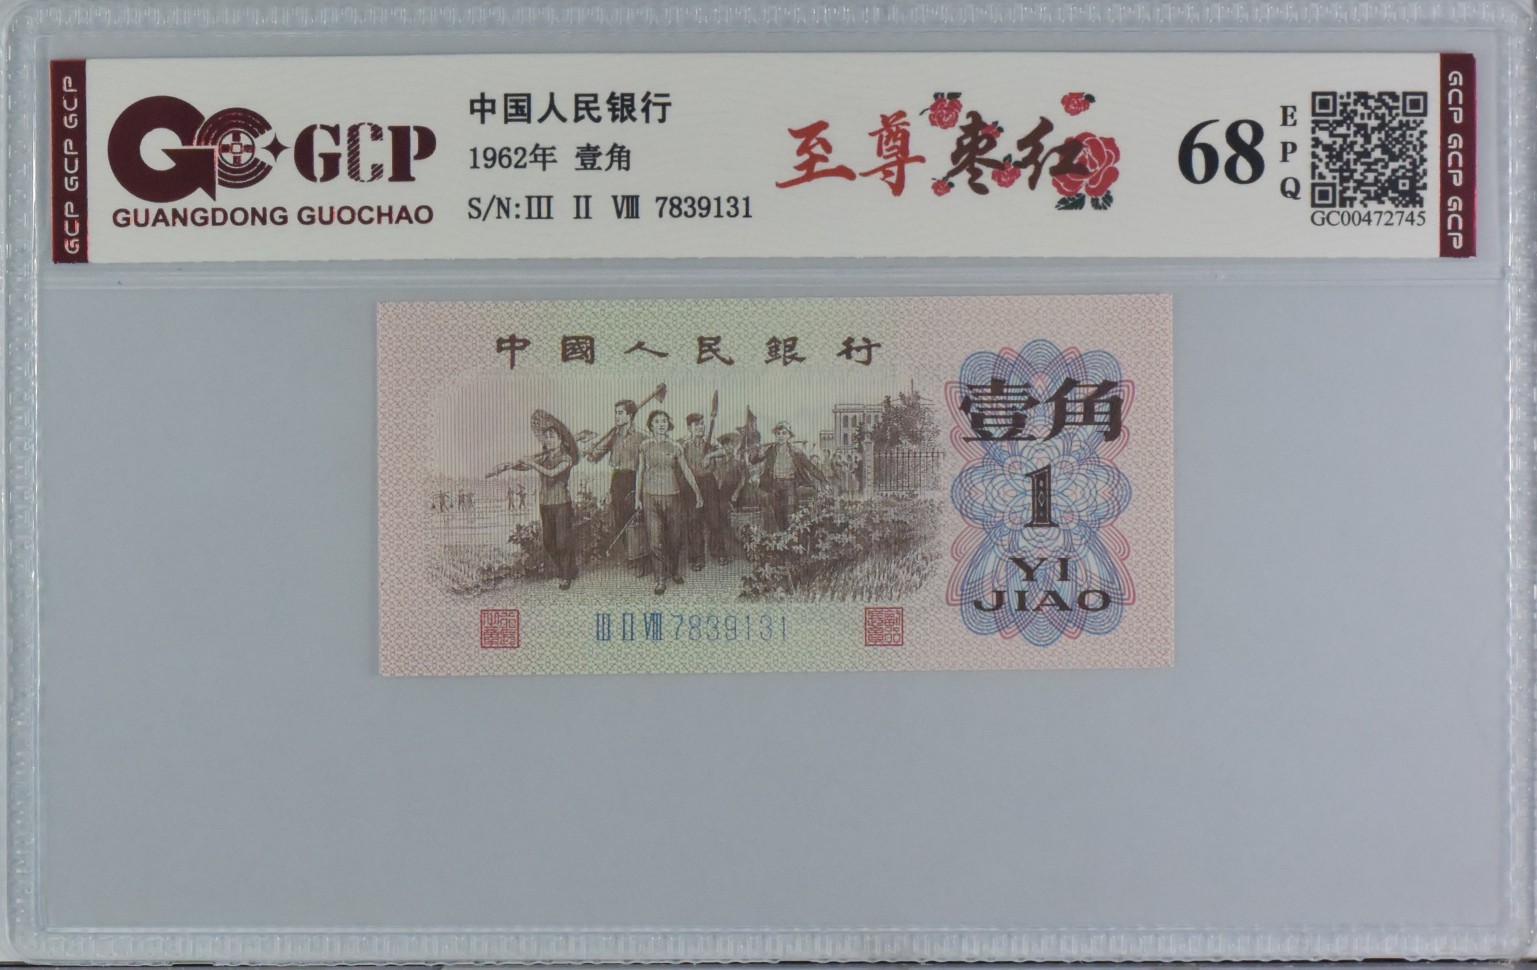 GCP GCP GCP
GCP
GUANGDONG GUOCHAO
中国人民银行
1962年 壹角
S/N:Ⅲ Ⅱ Ⅷ 7839131
至尊枣红
68
EPQ
GC00472745
GCP GCP GCP
中國人民銀行
壹角
1
YI
JIAO
Ⅲ Ⅱ Ⅷ 7839131